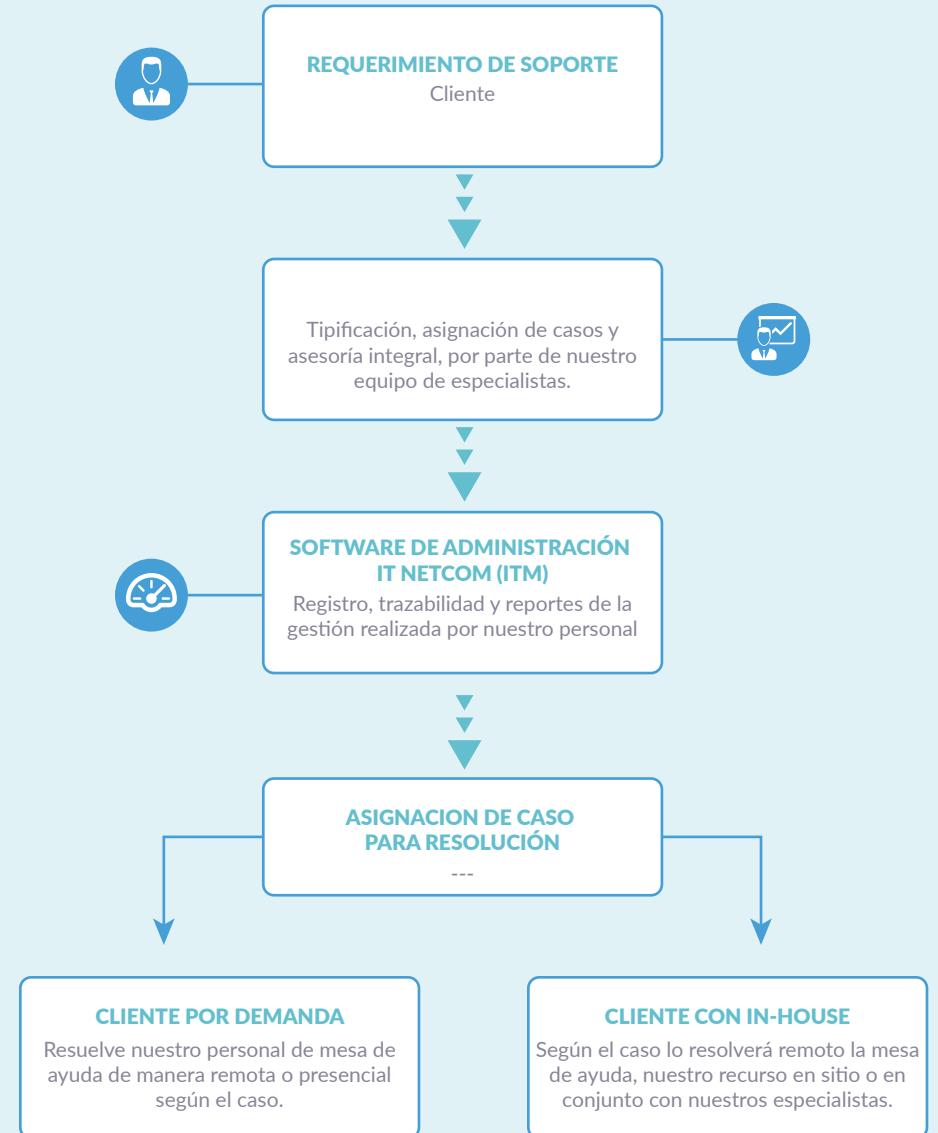 REQUERIMIENTO DE SOPORTE
Cliente
Tipificación, asignación de casos y
asesoría integral, por parte de nuestro
equipo de especialistas.
SOFTWARE DE ADMINISTRACIÓN
IT NETCOM (ITM)
Registro, trazabilidad y reportes de la
gestión realizada por nuestro personal
ASIGNACION DE CASO
PARA RESOLUCIÓN
---
CLIENTE POR DEMANDA
Resuelve nuestro personal de mesa de
ayuda de manera remota o presencial
según el caso.
CLIENTE CON IN-HOUSE
Según el caso lo resolverá remoto la mesa
de ayuda, nuestro recurso en sitio o en
conjunto con nuestros especialistas.